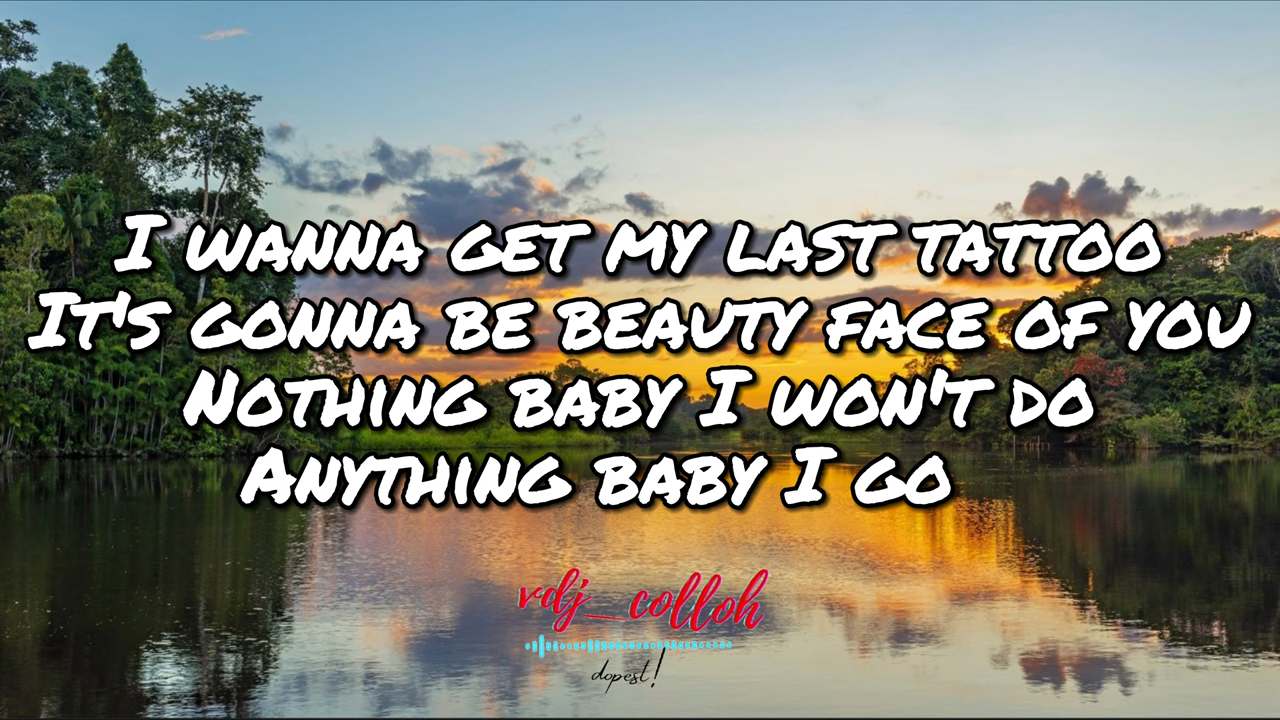 I wanna get my last tattoo
It's gonna be beauty face of you
Nothing baby I won't do
Anything baby I go
vdj_colloh
dopest!